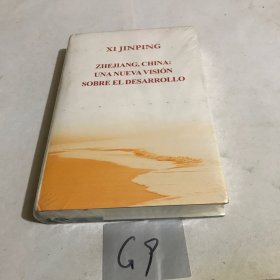 XI JINPING
ZHEJIANG, CHINA:
UNA NUEVA VISIÓN
SOBRE EL DESARROLLO
G9